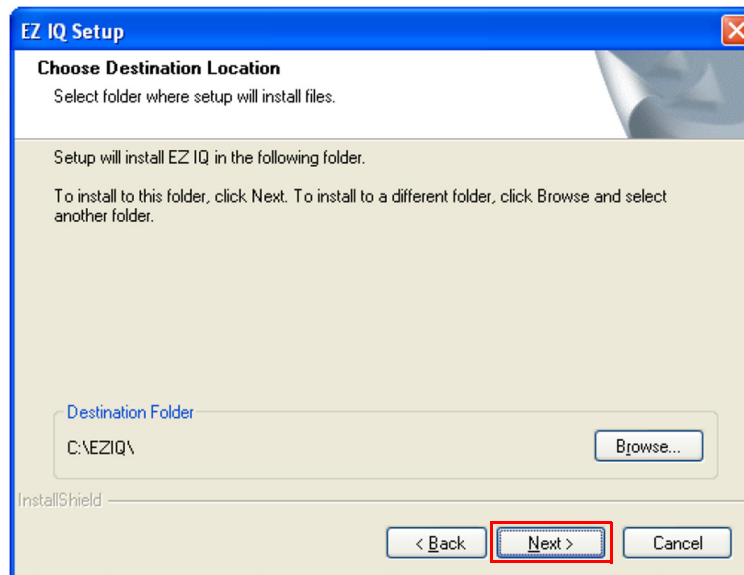 EZ IQ Setup
Choose Destination Location
Select folder where setup will install files.
Setup will install EZ IQ in the following folder.
To install to this folder, click Next. To install to a different folder, click Browse and select
another folder.
Destination Folder
C:\EZIQ\
Browse...
InstallShield
< Back
Next >
Cancel